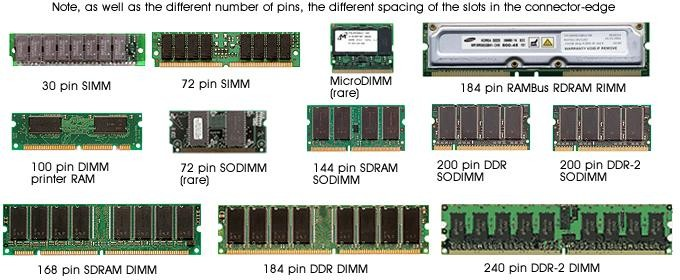 Note, as well as the different number of pins, the different spacing of the slots in the connector-edge
30 pin SIMM
72 pin SIMM
MicroDIMM
(rare)
184 pin RAMBus RDRAM RIMM
100 pin DIMM
printer RAM
72 pin SODIMM
(rare)
144 pin SDRAM
SODIMM
200 pin DDR
SODIMM
200 pin DDR-2
SODIMM
168 pin SDRAM DIMM
184 pin DDR DIMM
240 pin DDR-2 DIMM